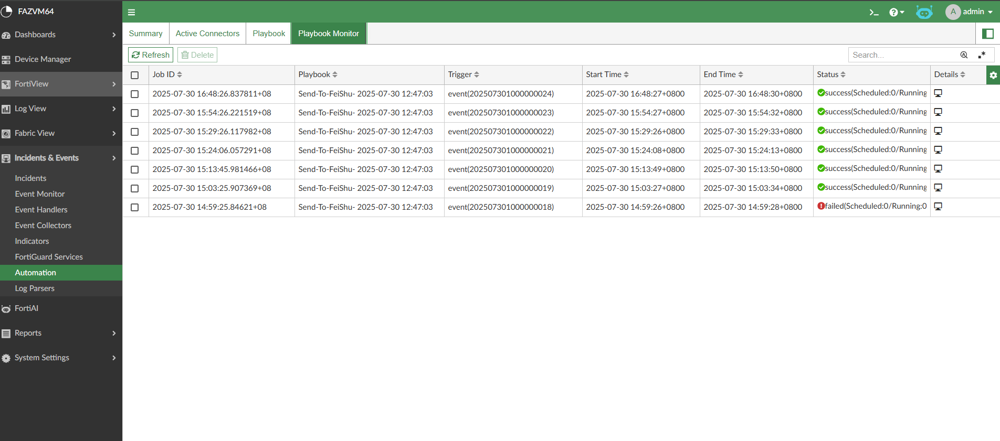 FAZVM64
admin
A
Dashboards
Device Manager
FortiView
Log View
Fabric View
Incidents & Events
Incidents
Event Monitor
Event Handlers
Event Collectors
Indicators
FortiGuard Services
Automation
Log Parsers
FortiAI
Reports
System Settings
Summary Active Connectors Playbook Playbook Monitor
Refresh Delete Search...
Job ID Playbook Trigger Start Time End Time Status Details
2025-07-30 16:48:26.837811+08 Send-To-FeiShu- 2025-07-30 12:47:03 event(202507301000000024) 2025-07-30 16:48:27+0800 2025-07-30 16:48:30+0800 success(Scheduled:0/Running
2025-07-30 15:54:26.221519+08 Send-To-FeiShu- 2025-07-30 12:47:03 event(202507301000000023) 2025-07-30 15:54:27+0800 2025-07-30 15:54:32+0800 success(Scheduled:0/Running
2025-07-30 15:29:26.117982+08 Send-To-FeiShu- 2025-07-30 12:47:03 event(202507301000000022) 2025-07-30 15:29:26+0800 2025-07-30 15:29:33+0800 success(Scheduled:0/Running
2025-07-30 15:24:06.057291+08 Send-To-FeiShu- 2025-07-30 12:47:03 event(202507301000000021) 2025-07-30 15:24:08+0800 2025-07-30 15:24:13+0800 success(Scheduled:0/Running
2025-07-30 15:13:45.981466+08 Send-To-FeiShu- 2025-07-30 12:47:03 event(202507301000000020) 2025-07-30 15:13:49+0800 2025-07-30 15:13:50+0800 success(Scheduled:0/Running
2025-07-30 15:03:25.907369+08 Send-To-FeiShu- 2025-07-30 12:47:03 event(202507301000000019) 2025-07-30 15:03:27+0800 2025-07-30 15:03:34+0800 success(Scheduled:0/Running
2025-07-30 14:59:25.84621+08 Send-To-FeiShu- 2025-07-30 12:47:03 event(202507301000000018) 2025-07-30 14:59:26+0800 2025-07-30 14:59:28+0800 failed(Scheduled:0/Running:0